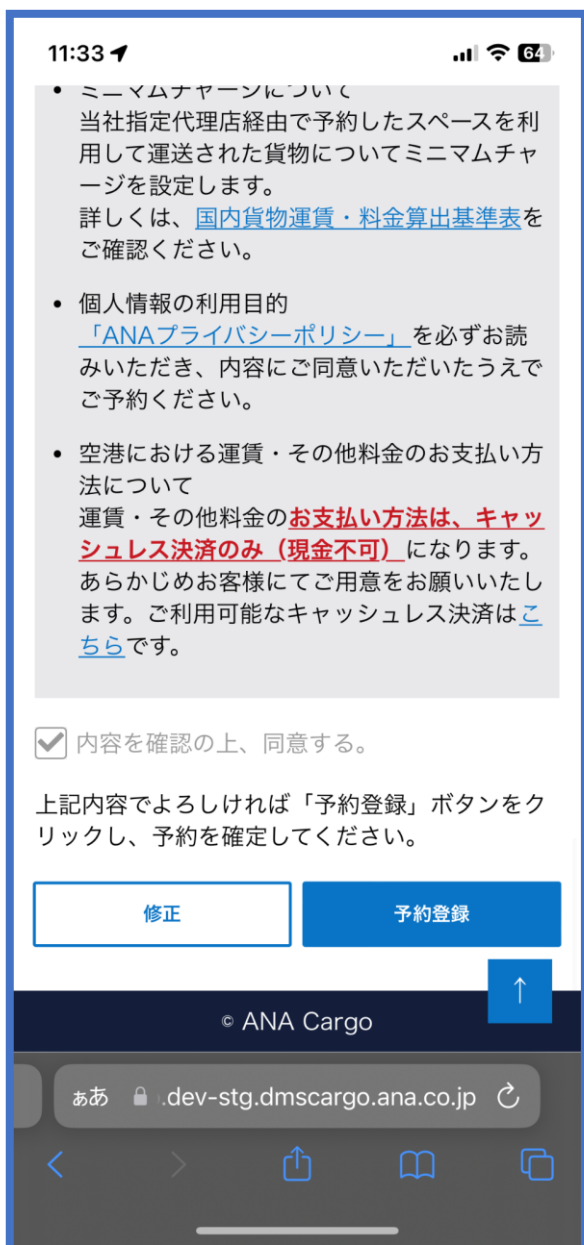 11:33
64
• ミニマムチャージについて
当社指定代理店経由で予約したスペースを利
用して運送された貨物についてミニマムチャ
ージを設定します。
詳しくは、国内貨物運賃・料金算出基準表を
ご確認ください。
• 個人情報の利用目的
「ANAプライバシーポリシー」を必ずお読
みいただき、内容にご同意いただいたうえで
ご予約ください。
• 空港における運賃・その他料金のお支払い方
法について
運賃・その他料金のお支払い方法は、キャッ
シュレス決済のみ（現金不可）になります。
あらかじめお客様にてご用意をお願いいたし
ます。ご利用可能なキャッシュレス決済はこ
ちらです。
内容を確認の上、同意する。
上記内容でよろしければ「予約登録」ボタンをク
リックし、予約を確定してください。
修正
予約登録
↑
© ANA Cargo
ぁあ .dev-stg.dmscargo.ana.co.jp